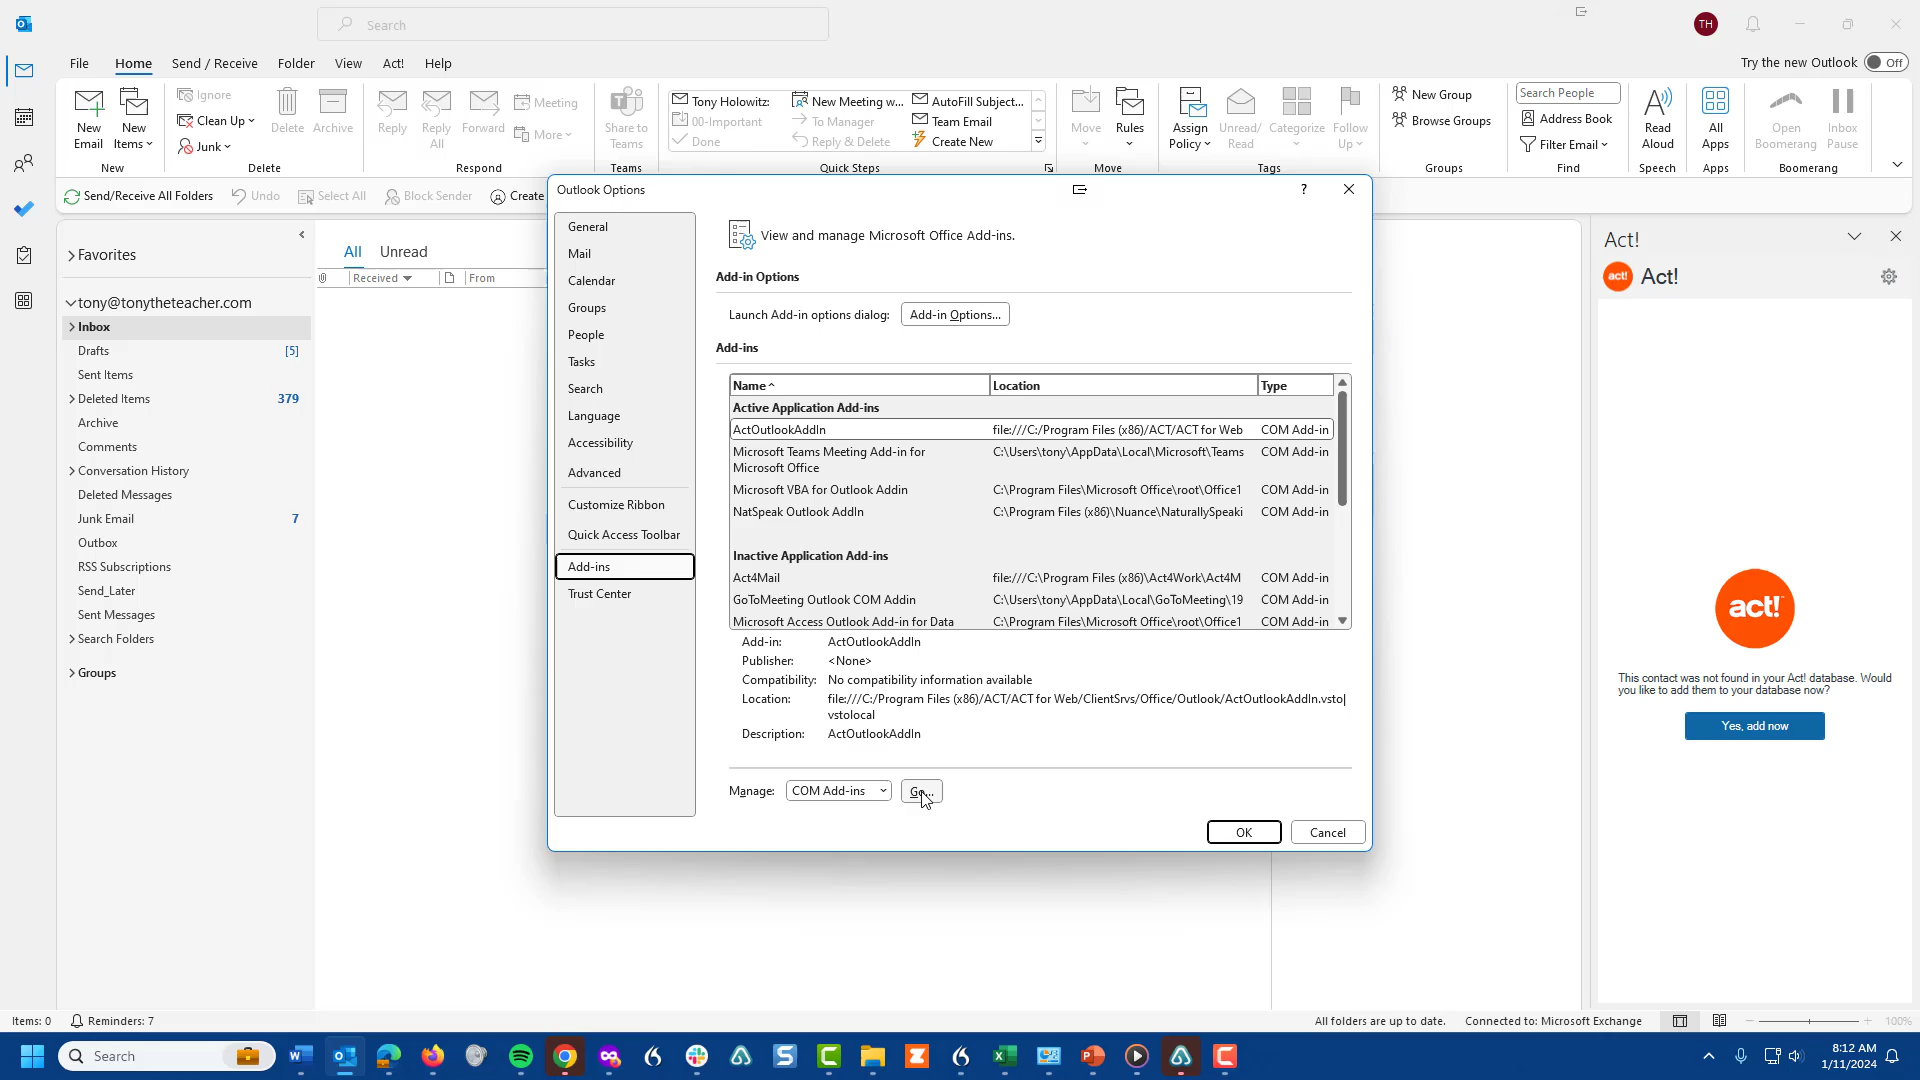 Search
TH
File Home Send / Receive Folder View Act! Help
Try the new Outlook Off
New Email
New Items
Ignore
Clean Up
Junk
Delete
Archive
Reply
Reply All
Forward
Meeting
More
Share to Teams
Tony Holowitz:
00-Important
Done
New Meeting w...
To Manager
Reply & Delete
AutoFill Subject...
Team Email
Create New
Move
Rules
Assign Policy
Unread/ Read
Categorize
Follow Up
New Group
Browse Groups
Search People
Address Book
Filter Email
Read Aloud
All Apps
Open Boomerang
Inbox Pause
New Delete Respond Teams Quick Steps Move Tags Groups Find Speech Apps Boomerang
Send/Receive All Folders Undo Select All Block Sender Create
Favorites
tony@tonytheteacher.com
Inbox
Drafts [5]
Sent Items
Deleted Items 379
Archive
Comments
Conversation History
Deleted Messages
Junk Email 7
Outbox
RSS Subscriptions
Send_Later
Sent Messages
Search Folders
Groups
All Unread
Received From
Outlook Options
?
General
Mail
Calendar
Groups
People
Tasks
Search
Language
Accessibility
Advanced
Customize Ribbon
Quick Access Toolbar
Add-ins
Trust Center
View and manage Microsoft Office Add-ins.
Add-in Options
Launch Add-in options dialog: Add-in Options...
Add-ins
Name Location Type
Active Application Add-ins
ActOutlookAddIn file:///C:/Program Files (x86)/ACT/ACT for Web COM Add-in
Microsoft Teams Meeting Add-in for C:\Users\tony\AppData\Local\Microsoft\Teams COM Add-in
Microsoft Office
Microsoft VBA for Outlook Addin C:\Program Files\Microsoft Office\root\Office1 COM Add-in
NatSpeak Outlook AddIn C:\Program Files (x86)\Nuance\NaturallySpeaki COM Add-in
Inactive Application Add-ins
Act4Mail file:///C:\Program Files (x86)\Act4Work\Act4M COM Add-in
GoToMeeting Outlook COM Addin C:\Users\tony\AppData\Local\GoToMeeting\19 COM Add-in
Microsoft Access Outlook Add-in for Data C:\Program Files\Microsoft Office\root\Office1 COM Add-in
Add-in: ActOutlookAddIn
Publisher: <None>
Compatibility: No compatibility information available
Location: file:///C:/Program Files (x86)/ACT/ACT for Web/ClientSrvs/Office/Outlook/ActOutlookAddIn.vsto|
vstolocal
Description: ActOutlookAddIn
Manage: COM Add-ins Go...
OK Cancel
Act!
act! Act!
act!
This contact was not found in your Act! database. Would
you like to add them to your database now?
Yes, add now
Items: 0 Reminders: 7
All folders are up to date. Connected to: Microsoft Exchange 100%
Search
8:12 AM
1/11/2024